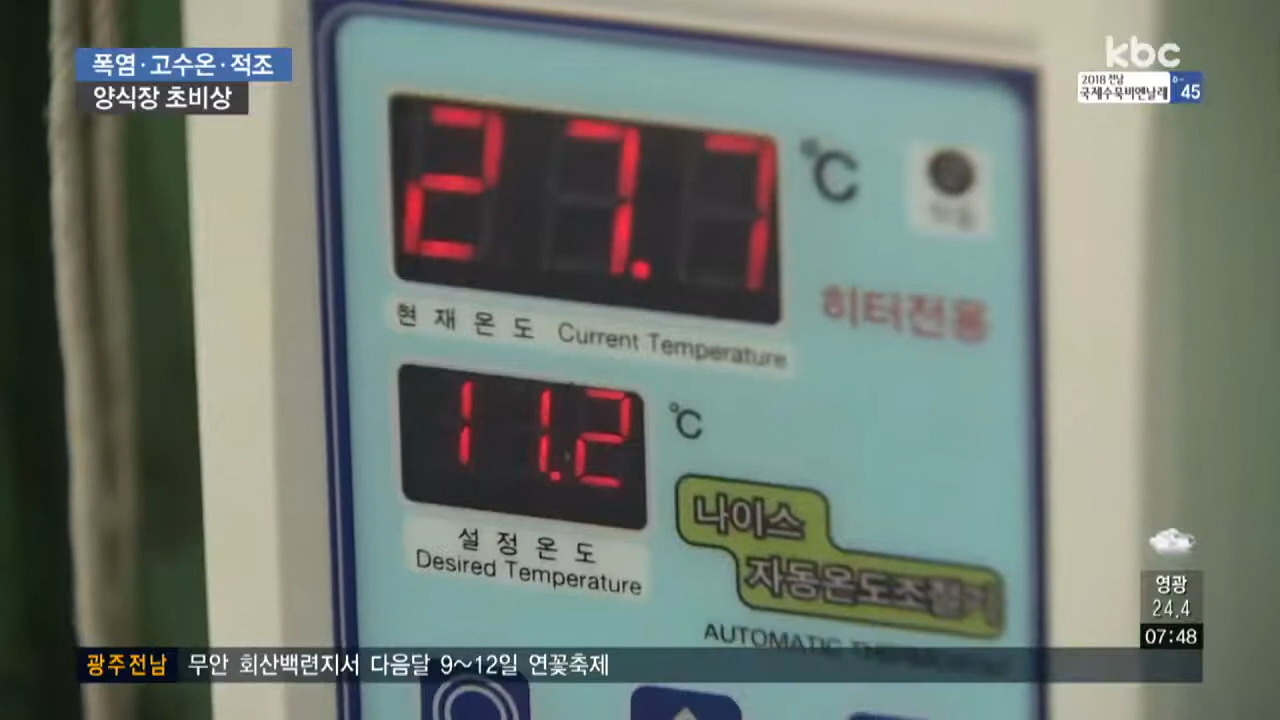 폭염·고수온·적조
양식장 초비상
kbc
2018 전남
국제수묵비엔날레
D-45
27.7 ℃
현재온도 Current Temperature
히터전용
11.2 ℃
설정온도
Desired Temperature
나이스
자동온도조절기
AUTOMATIC
영광
24.4
07:48
광주전남 무안 회산백련지서 다음달 9~12일 연꽃축제